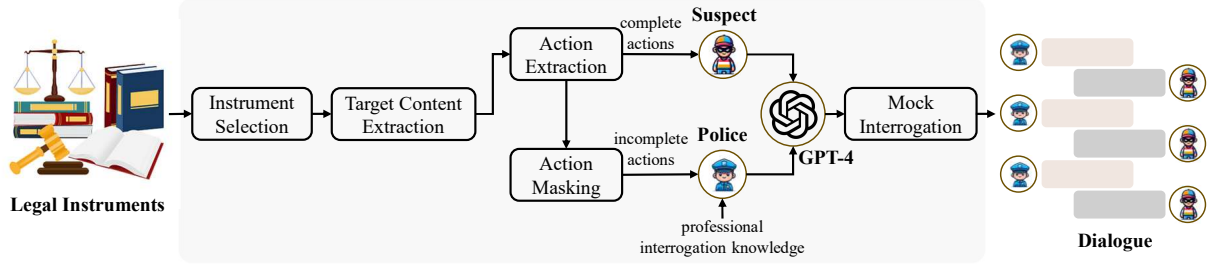 Legal Instruments
Instrument
Selection
Target Content
Extraction
Action
Extraction
complete
actions
Suspect
Action
Masking
incomplete
actions
Police
professional
interrogation knowledge
GPT-4
Mock
Interrogation
Dialogue